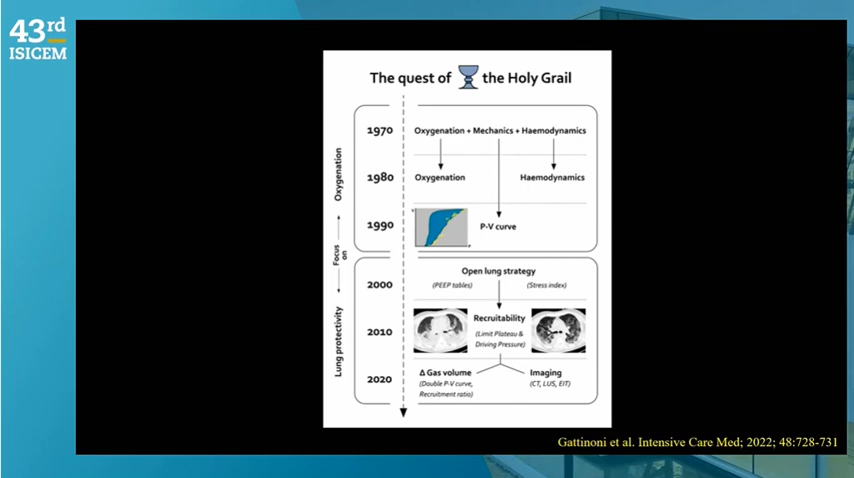 43rd
ISICEM
The quest of the Holy Grail
1970
Oxygenation + Mechanics + Haemodynamics
1980
Oxygenation
Haemodynamics
1990
P-V curve
V
P
Oxygenation
Focus on
Lung protectivity
2000
Open lung strategy
(PEEP tables)
(Stress index)
2010
Recruitability
(Limit Plateau &
Driving Pressure)
2020
Δ Gas volume
(Double P-V curve,
Recruitment ratio)
Imaging
(CT, LUS, EIT)
Gattinoni et al. Intensive Care Med; 2022; 48:728-731